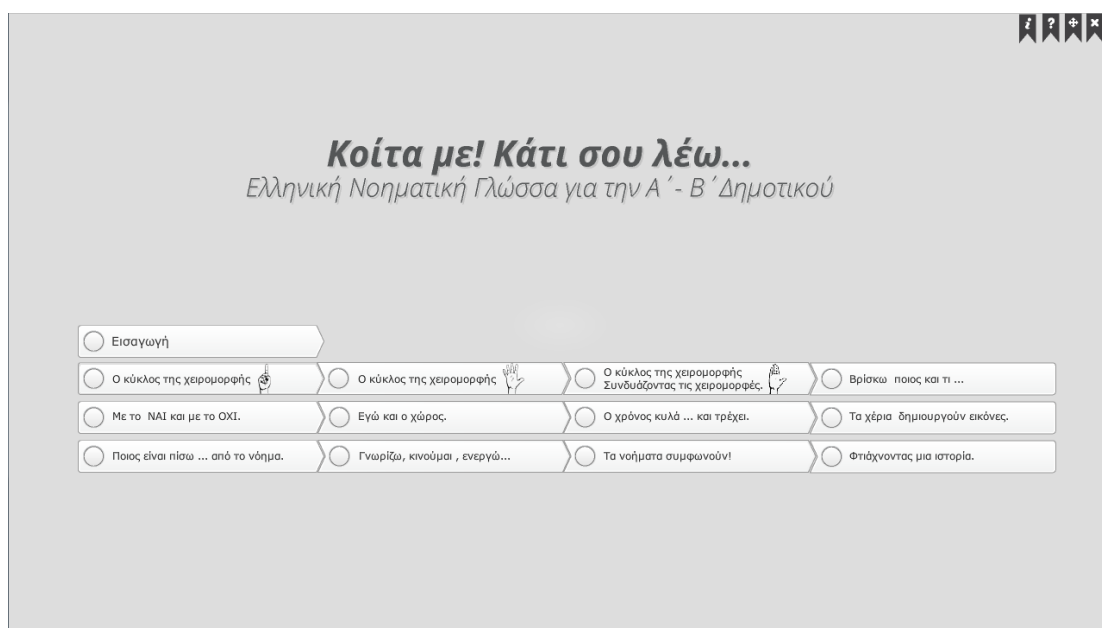 Κοίτα με! Κάτι σου λέω...
Ελληνική Νοηματική Γλώσσα για την Α΄- Β΄Δημοτικού
Εισαγωγή
Ο κύκλος της χειρομορφής
Ο κύκλος της χειρομορφής
Ο κύκλος της χειρομορφής
Συνδυάζοντας τις χειρομορφές.
Βρίσκω ποιος και τι ...
Με το ΝΑΙ και με το ΟΧΙ.
Εγώ και ο χώρος.
Ο χρόνος κυλά ... και τρέχει.
Τα χέρια δημιουργούν εικόνες.
Ποιος είναι πίσω ... από το νόημα.
Γνωρίζω, κινούμαι , ενεργώ...
Τα νοήματα συμφωνούν!
Φτιάχνοντας μια ιστορία.